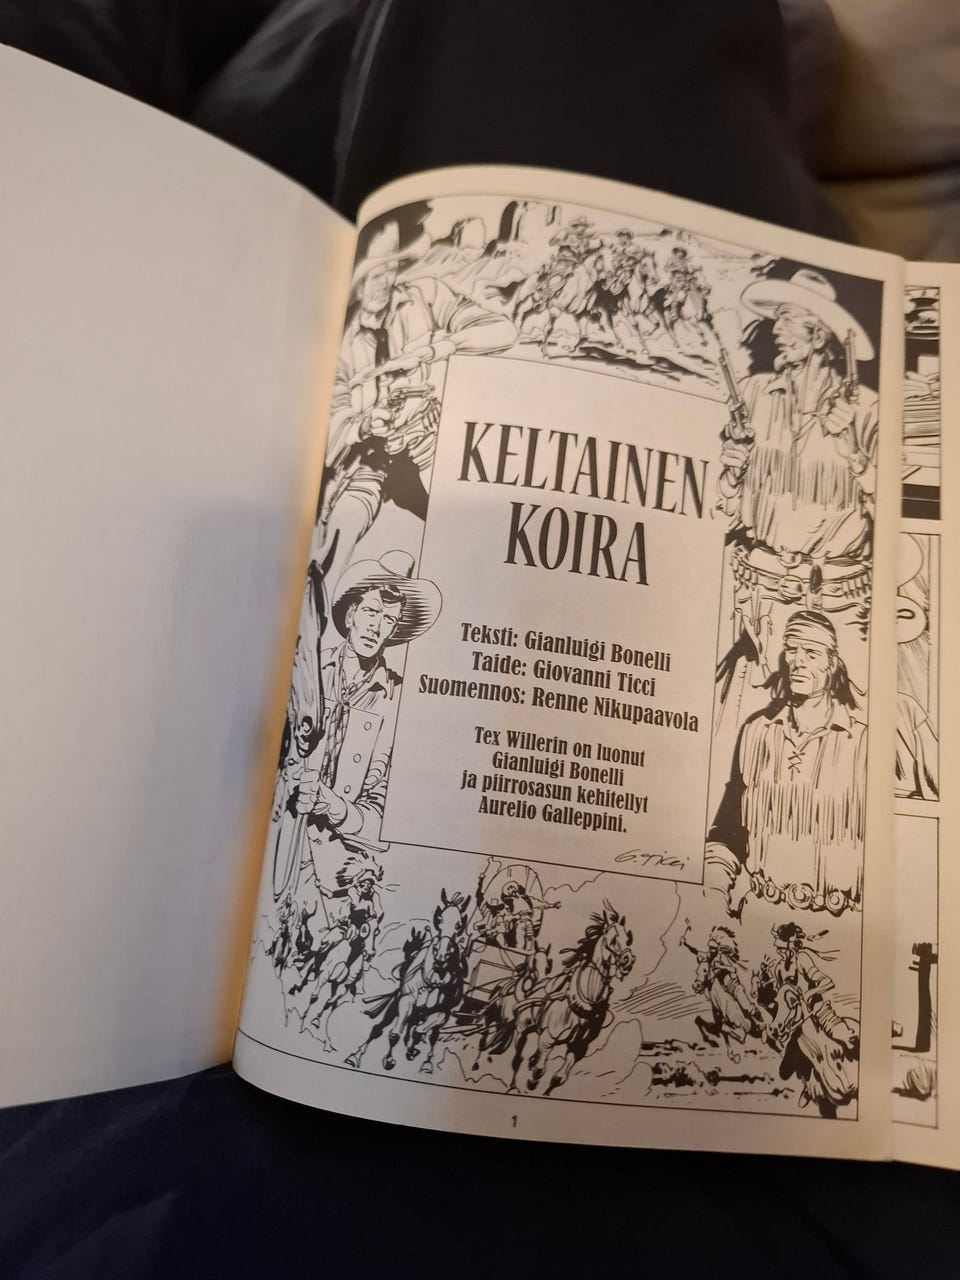 KELTAINEN
KOIRA
Teksti: Gianluigi Bonelli
Taide: Giovanni Ticci
Suomennos: Renne Nikupaavola
Tex Willerin on luonut
Gianluigi Bonelli
ja piirrosasun kehitellyt
Aurelio Galleppini.
G. Ticci
1